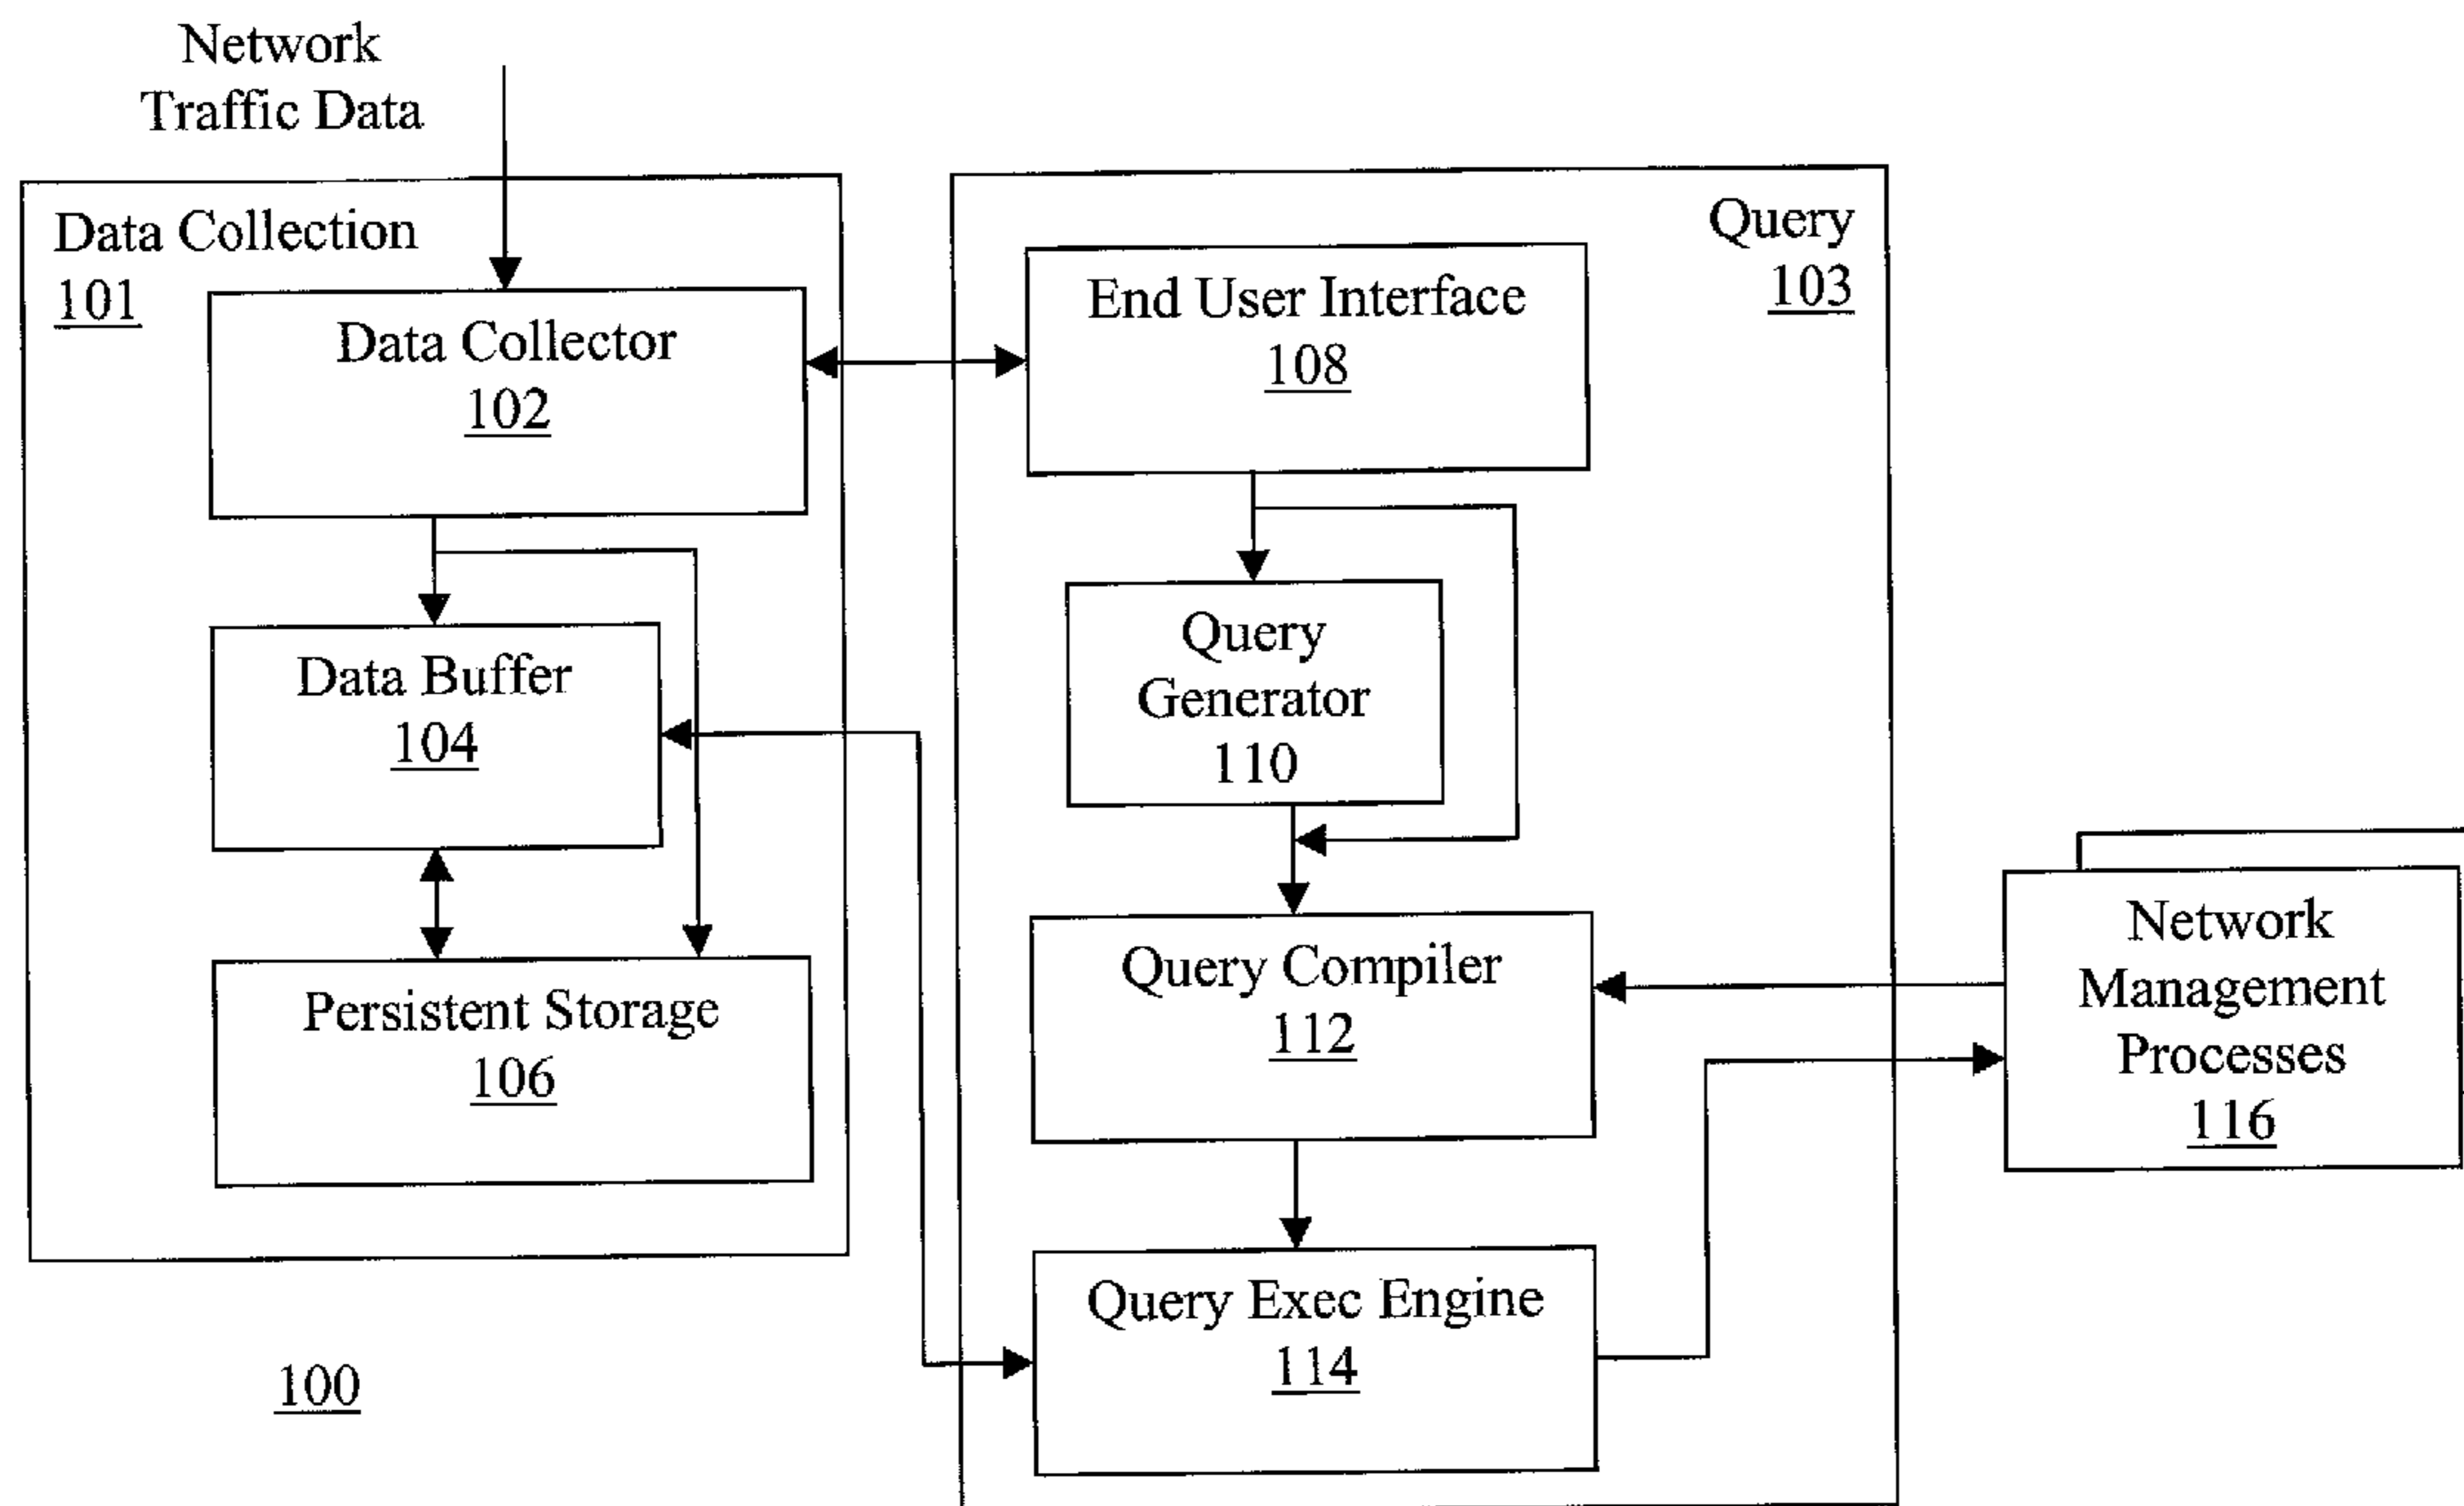 Network
Traffic Data
Data Collection
101
Data Collector
102
Data Buffer
104
Persistent Storage
106
100
Query
103
End User Interface
108
Query
Generator
110
Query Compiler
112
Query Exec Engine
114
Network
Management
Processes
116